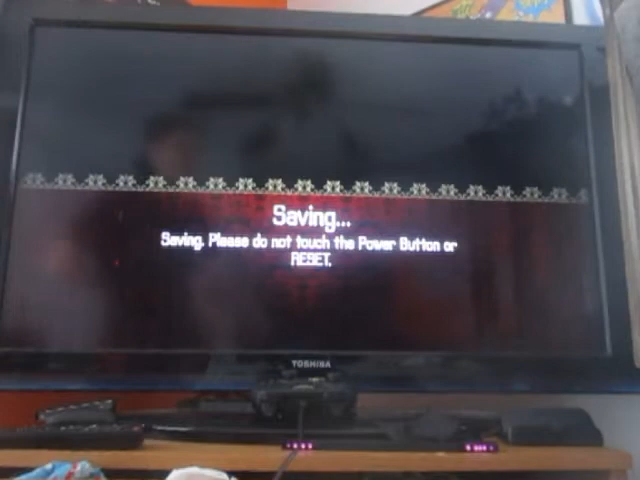 Saving...
Saving. Please do not touch the Power Button or
RESET.
TOSHIBA